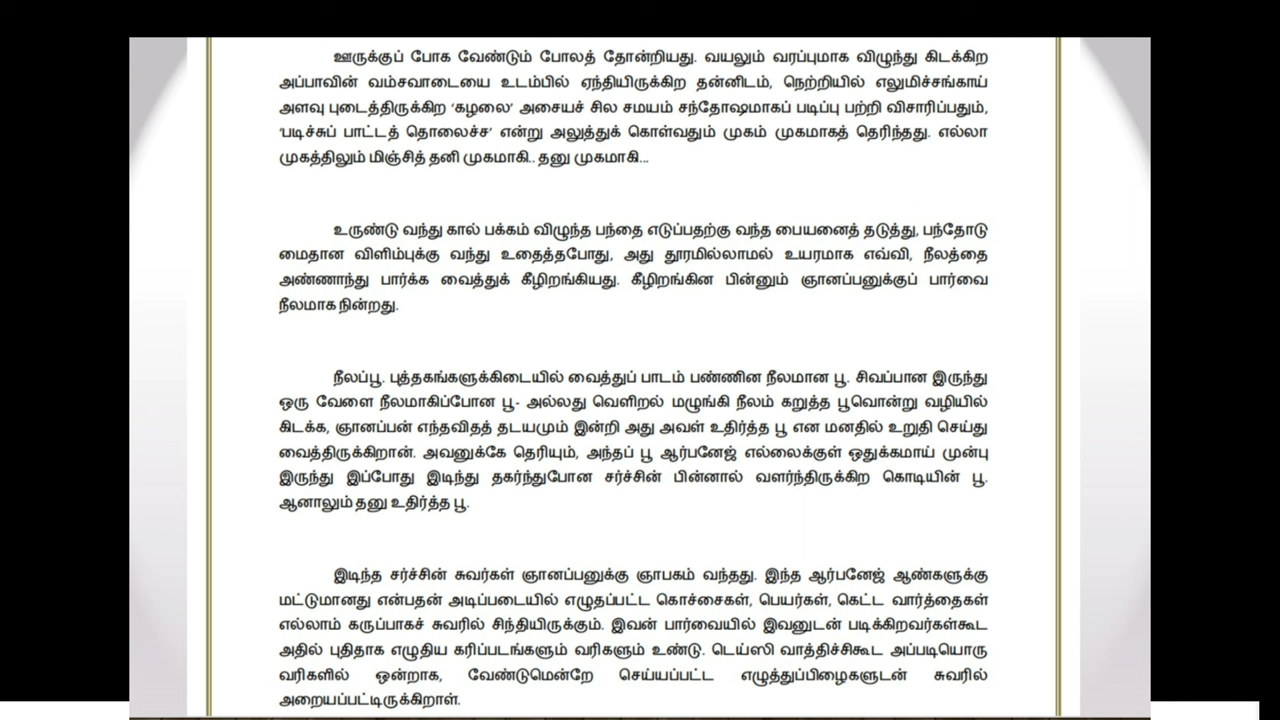 ஊருக்குப் போக வேண்டும் போலத் தோன்றியது. வயலும் வரப்புமாக விழுந்து கிடக்கிற
அப்பாவின் வம்சவாடையை உடம்பில் ஏந்தியிருக்கிற தன்னிடம், நெற்றியில் எலுமிச்சங்காய்
அளவு புடைத்திருக்கிற ‘கழலை’ அசையச் சில சமயம் சந்தோஷமாகப் படிப்பு பற்றி விசாரிப்பதும்,
‘படிச்சுப் பாட்டத் தொலைச்ச’ என்று அலுத்துக் கொள்வதும் முகம் முகமாகத் தெரிந்தது. எல்லா
முகத்திலும் மிஞ்சித் தனி முகமாகி.. தனு முகமாகி...
உருண்டு வந்து கால் பக்கம் விழுந்த பந்தை எடுப்பதற்கு வந்த பையனைத் தடுத்து, பந்தோடு
மைதான விளிம்புக்கு வந்து உதைத்தபோது, அது தூரமில்லாமல் உயரமாக எவ்வி, நீலத்தை
அண்ணாந்து பார்க்க வைத்துக் கீழிறங்கியது. கீழிறங்கின பின்னும் ஞானப்பனுக்குப் பார்வை
நீலமாக நின்றது.
நீலப்பூ. புத்தகங்களுக்கிடையில் வைத்துப் பாடம் பண்ணின நீலமான பூ. சிவப்பான இருந்து
ஒரு வேளை நீலமாகிப்போன பூ- அல்லது வெளிறல் மழுங்கி நீலம் கறுத்த பூவொன்று வழியில்
கிடக்க, ஞானப்பன் எந்தவிதத் தடயமும் இன்றி அது அவள் உதிர்த்த பூ என மனதில் உறுதி செய்து
வைத்திருக்கிறான். அவனுக்கே தெரியும், அந்தப் பூ ஆர்பனேஜ் எல்லைக்குள் ஒதுக்கமாய் முன்பு
இருந்து இப்போது இடிந்து தகர்ந்துபோன சர்ச்சின் பின்னால் வளர்ந்திருக்கிற கொடியின் பூ.
ஆனாலும் தனு உதிர்த்த பூ.
இடிந்த சர்ச்சின் சுவர்கள் ஞானப்பனுக்கு ஞாபகம் வந்தது. இந்த ஆர்பனேஜ் ஆண்களுக்கு
மட்டுமானது என்பதன் அடிப்படையில் எழுதப்பட்ட கொச்சைகள், பெயர்கள், கெட்ட வார்த்தைகள்
எல்லாம் கருப்பாகச் சுவரில் சிந்தியிருக்கும். இவன் பார்வையில் இவனுடன் படிக்கிறவர்கள்கூட
அதில் புதிதாக எழுதிய கரிப்படங்களும் வரிகளும் உண்டு. டெய்ஸி வாத்திச்சிகூட அப்படியொரு
வரிகளில் ஒன்றாக, வேண்டுமென்றே செய்யப்பட்ட எழுத்துப்பிழைகளுடன் சுவரில்
அறையப்பட்டிருக்கிறாள்.